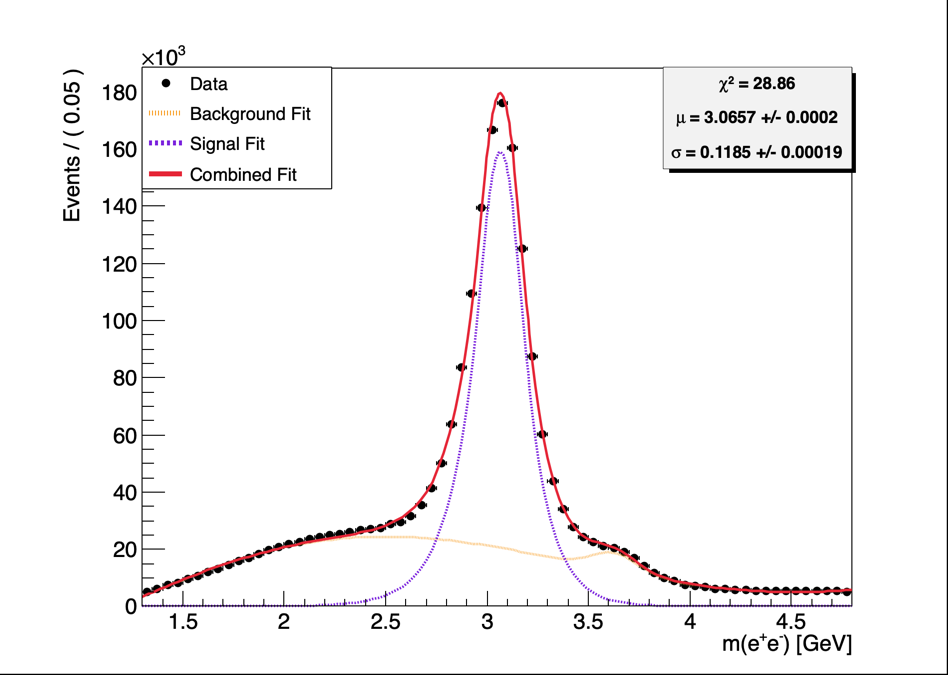 ×10³
Events / ( 0.05 )
180
160
140
120
100
80
60
40
20
0
Data
Background Fit
Signal Fit
Combined Fit
χ² = 28.86
μ = 3.0657 +/- 0.0002
σ = 0.1185 +/- 0.00019
1.5 2 2.5 3 3.5 4 4.5
m(e⁺e⁻) [GeV]